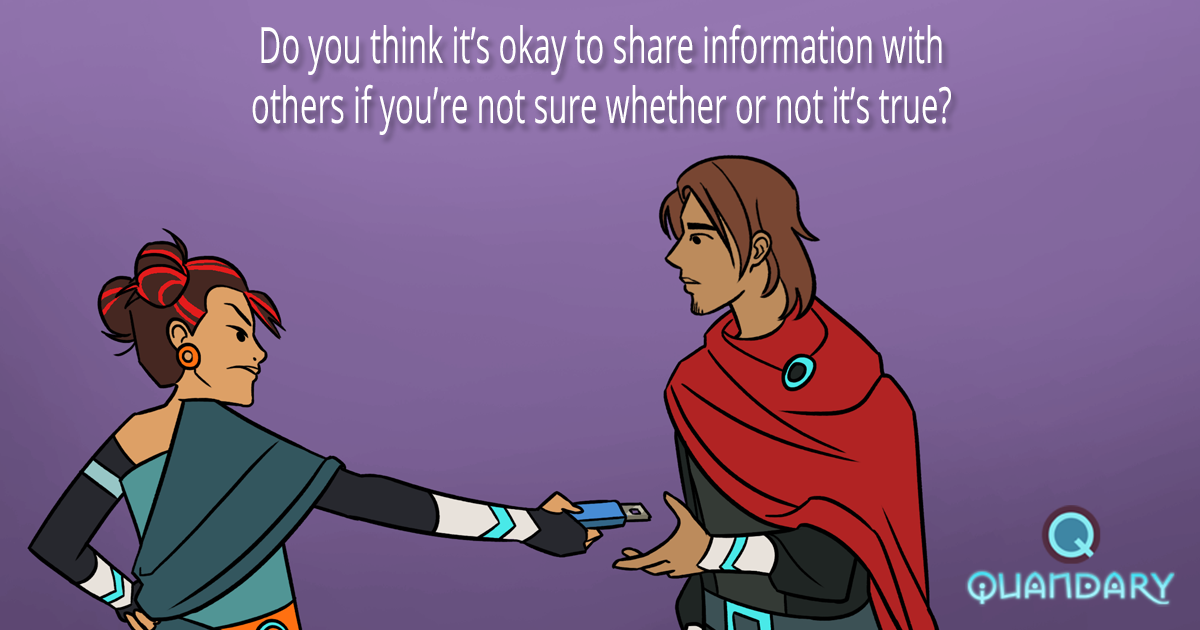 Do you think it’s okay to share information with
others if you’re not sure whether or not it’s true?
Q
QUANDARY